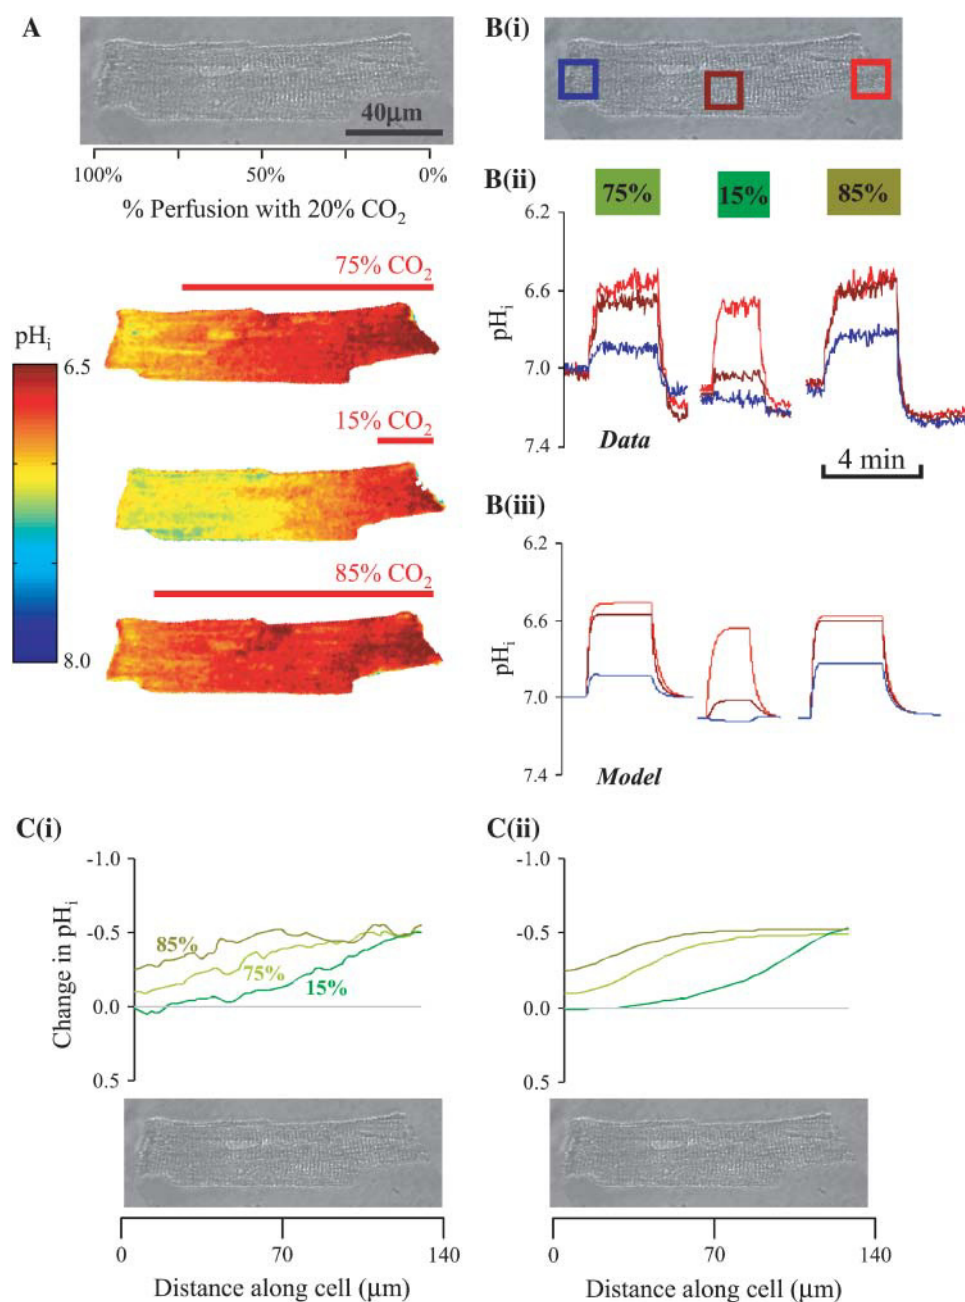 A
40μm
100% 50% 0%
% Perfusion with 20% CO₂
75% CO₂
pHᵢ
6.5
15% CO₂
85% CO₂
8.0
B(i)
B(ii)
75% 15% 85%
6.2
6.6
pHᵢ
7.0
7.4
Data
4 min
B(iii)
6.2
6.6
pHᵢ
7.0
7.4
Model
C(i)
-1.0
-0.5
Change in pHᵢ
0.0
0.5
85%
75%
15%
0 70 140
Distance along cell (μm)
C(ii)
-1.0
-0.5
0.0
0.5
0 70 140
Distance along cell (μm)